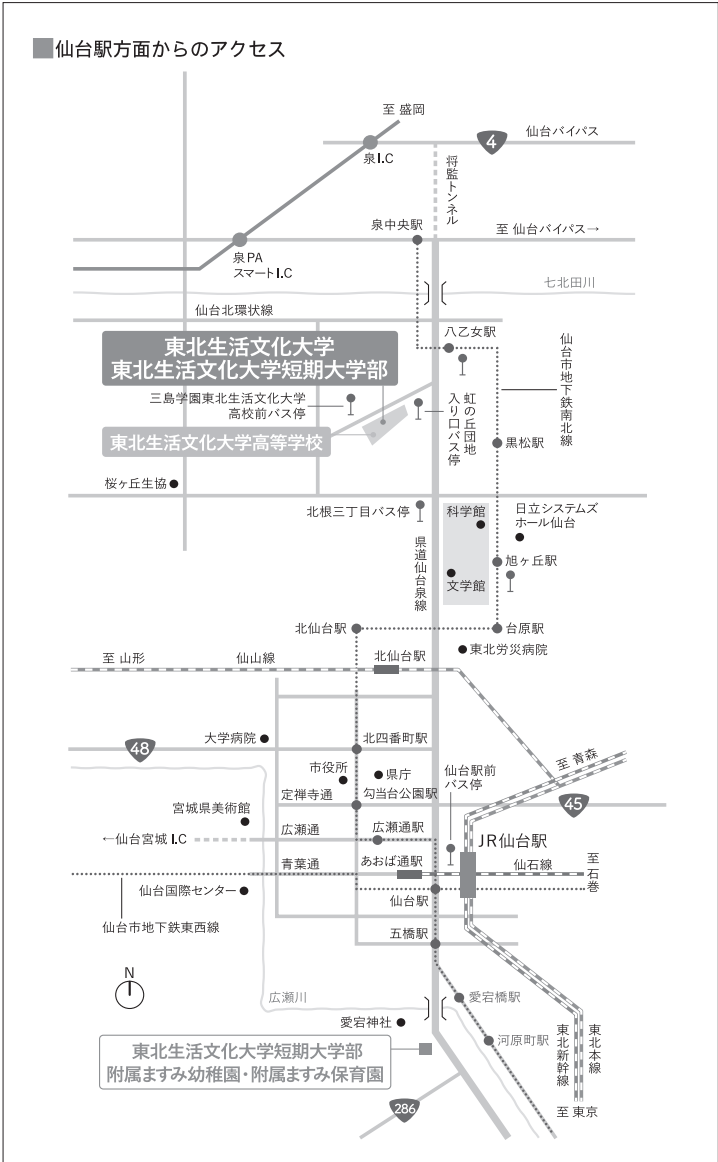 仙台駅方面からのアクセス
至 盛岡
仙台バイパス
4
泉I.C
将監トンネル
泉中央駅
至 仙台バイパス→
泉PA
スマートI.C
七北田川
仙台北環状線
八乙女駅
仙台市地下鉄南北線
東北生活文化大学
東北生活文化大学短期大学部
三島学園東北生活文化大学
高校前バス停
虹の丘団地
入り口バス停
東北生活文化大学高等学校
黒松駅
桜ヶ丘生協
北根三丁目バス停
科学館
日立システムズ
ホール仙台
県道仙台泉線
旭ヶ丘駅
文学館
北仙台駅
台原駅
東北労災病院
至 山形
仙山線
北仙台駅
大学病院
北四番町駅
48
市役所
県庁
仙台駅前
バス停
至 青森
定禅寺通
勾当台公園駅
45
宮城県美術館
広瀬通
広瀬通駅
JR仙台駅
←仙台宮城 I.C
青葉通
あおば通駅
仙石線
至石巻
仙台国際センター
仙台駅
仙台市地下鉄東西線
五橋駅
N
広瀬川
愛宕橋駅
愛宕神社
河原町駅
東北新幹線
東北本線
東北生活文化大学短期大学部
附属ますみ幼稚園・附属ますみ保育園
286
至 東京